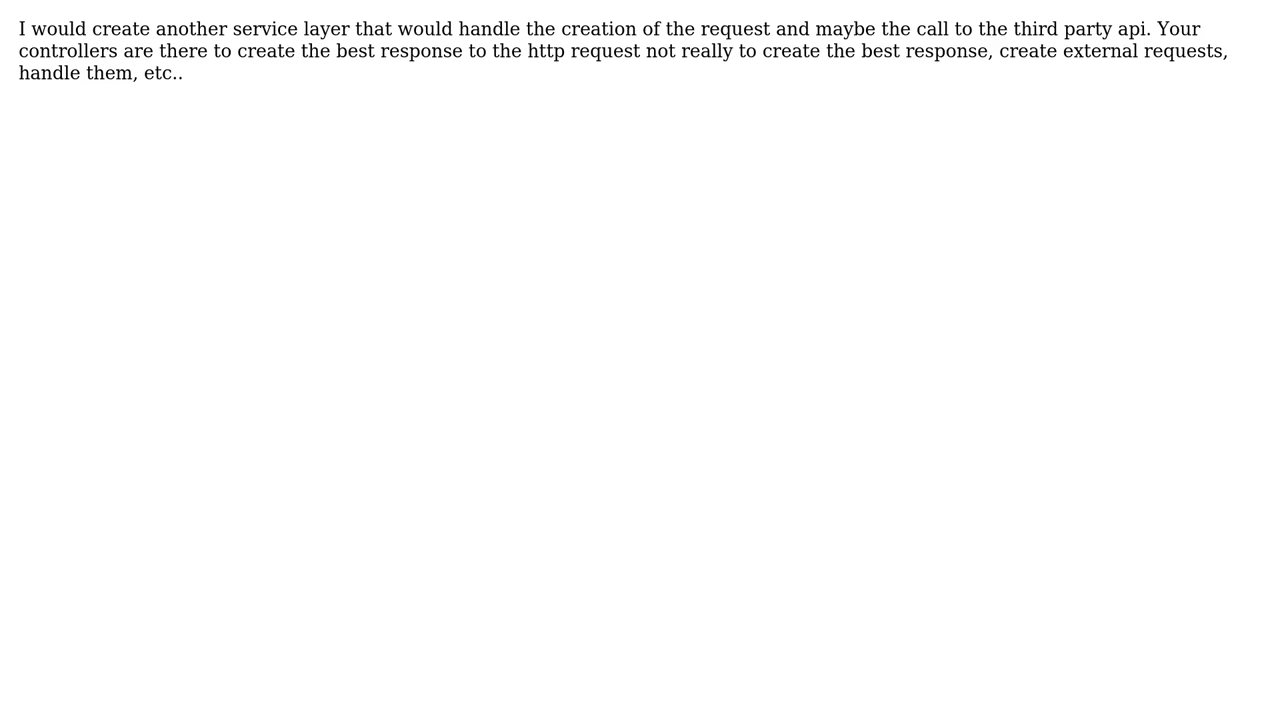 I would create another service layer that would handle the creation of the request and maybe the call to the third party api. Your
controllers are there to create the best response to the http request not really to create the best response, create external requests,
handle them, etc..